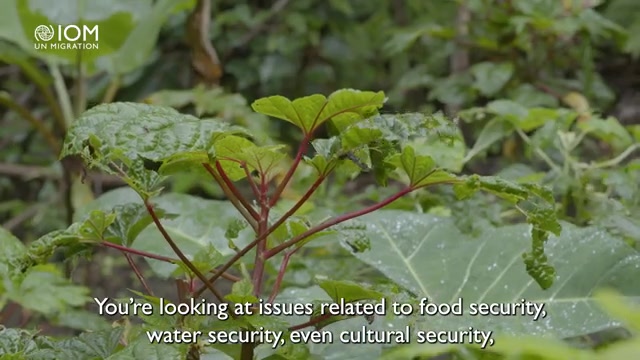 IOM
UN MIGRATION
You're looking at issues related to food security,
water security, even cultural security,